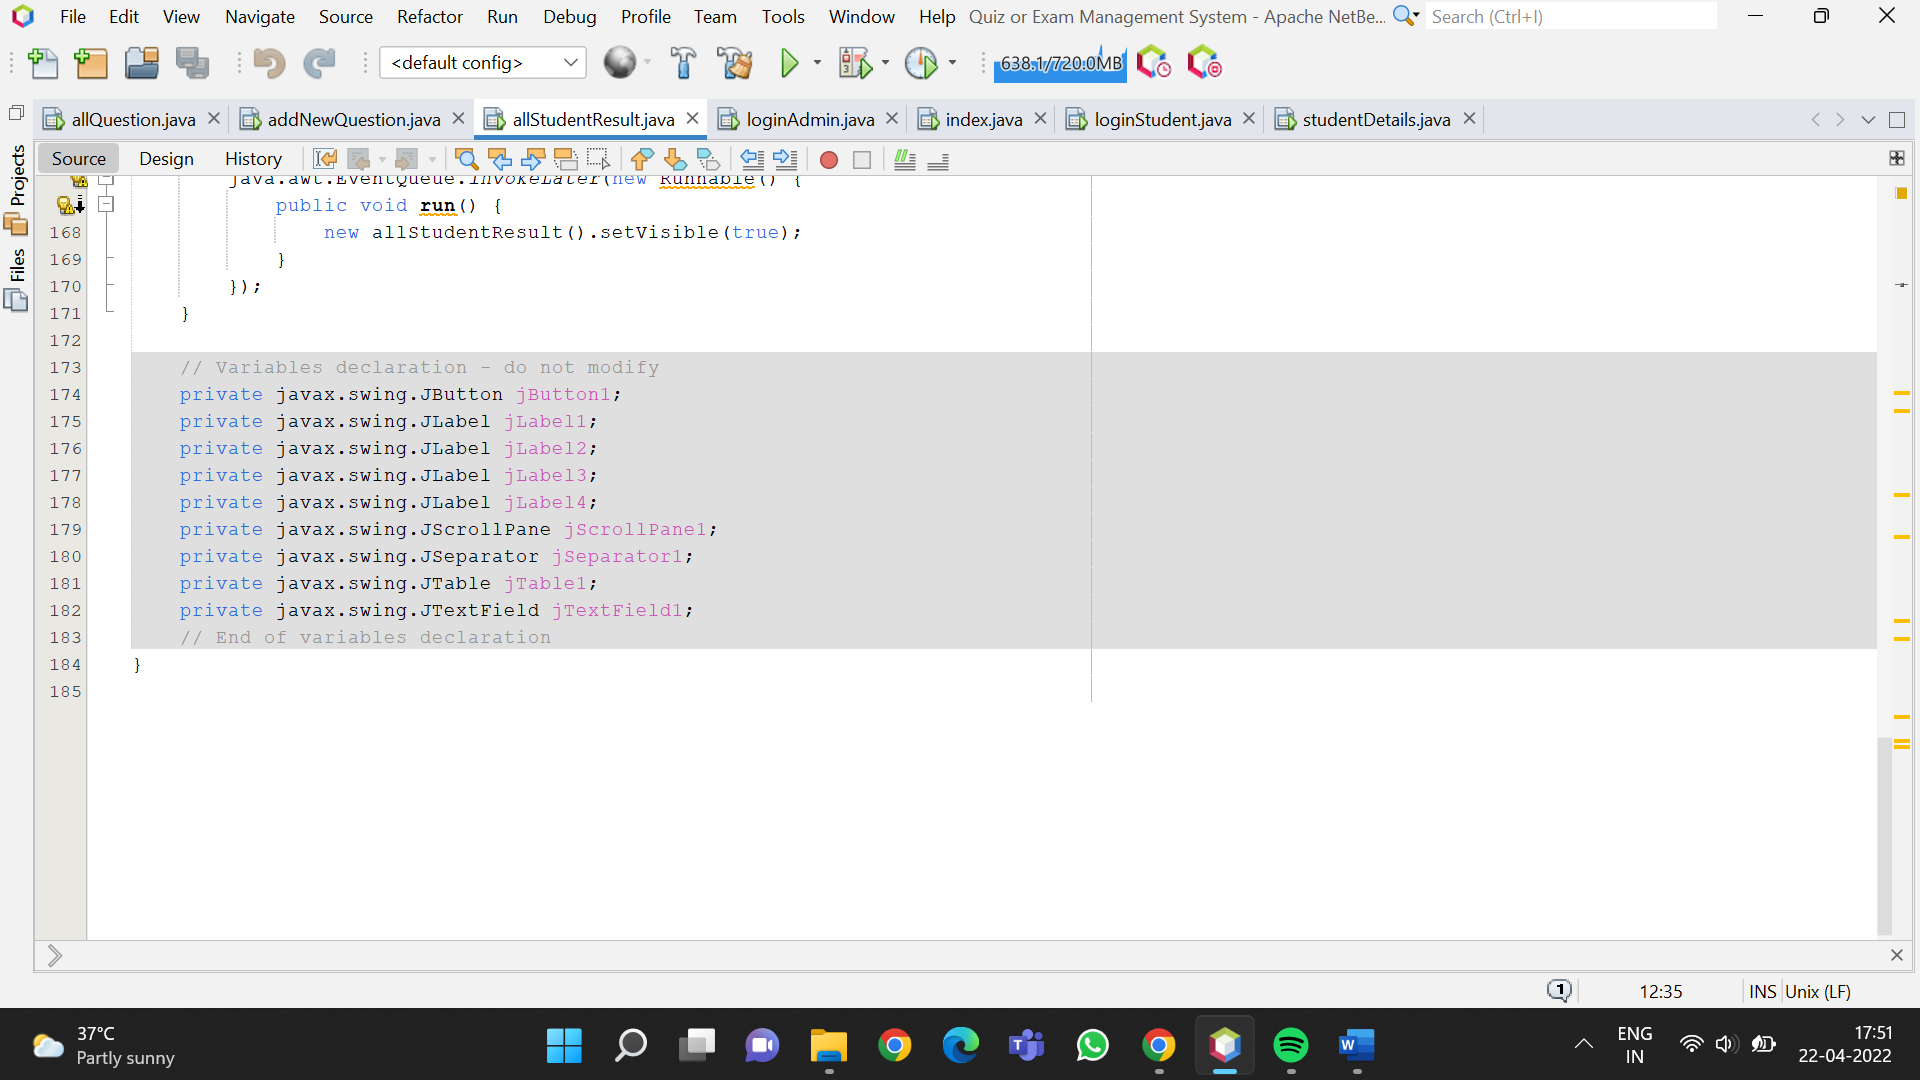 File Edit View Navigate Source Refactor Run Debug Profile Team Tools Window Help Quiz or Exam Management System - Apache NetBe... Search (Ctrl+I)
<default config> 638.1/720.0MB
allQuestion.java addNewQuestion.java allStudentResult.java loginAdmin.java index.java loginStudent.java studentDetails.java
Source Design History
Projects
Files
java.awt.EventQueue.invokeLater(new Runnable() {
public void run() {
168 new allStudentResult().setVisible(true);
169 }
170 });
171 }
172
173 // Variables declaration - do not modify
174 private javax.swing.JButton jButton1;
175 private javax.swing.JLabel jLabel1;
176 private javax.swing.JLabel jLabel2;
177 private javax.swing.JLabel jLabel3;
178 private javax.swing.JLabel jLabel4;
179 private javax.swing.JScrollPane jScrollPane1;
180 private javax.swing.JSeparator jSeparator1;
181 private javax.swing.JTable jTable1;
182 private javax.swing.JTextField jTextField1;
183 // End of variables declaration
184 }
185
1 12:35 INS Unix (LF)
37°C
Partly sunny
ENG
IN
17:51
22-04-2022